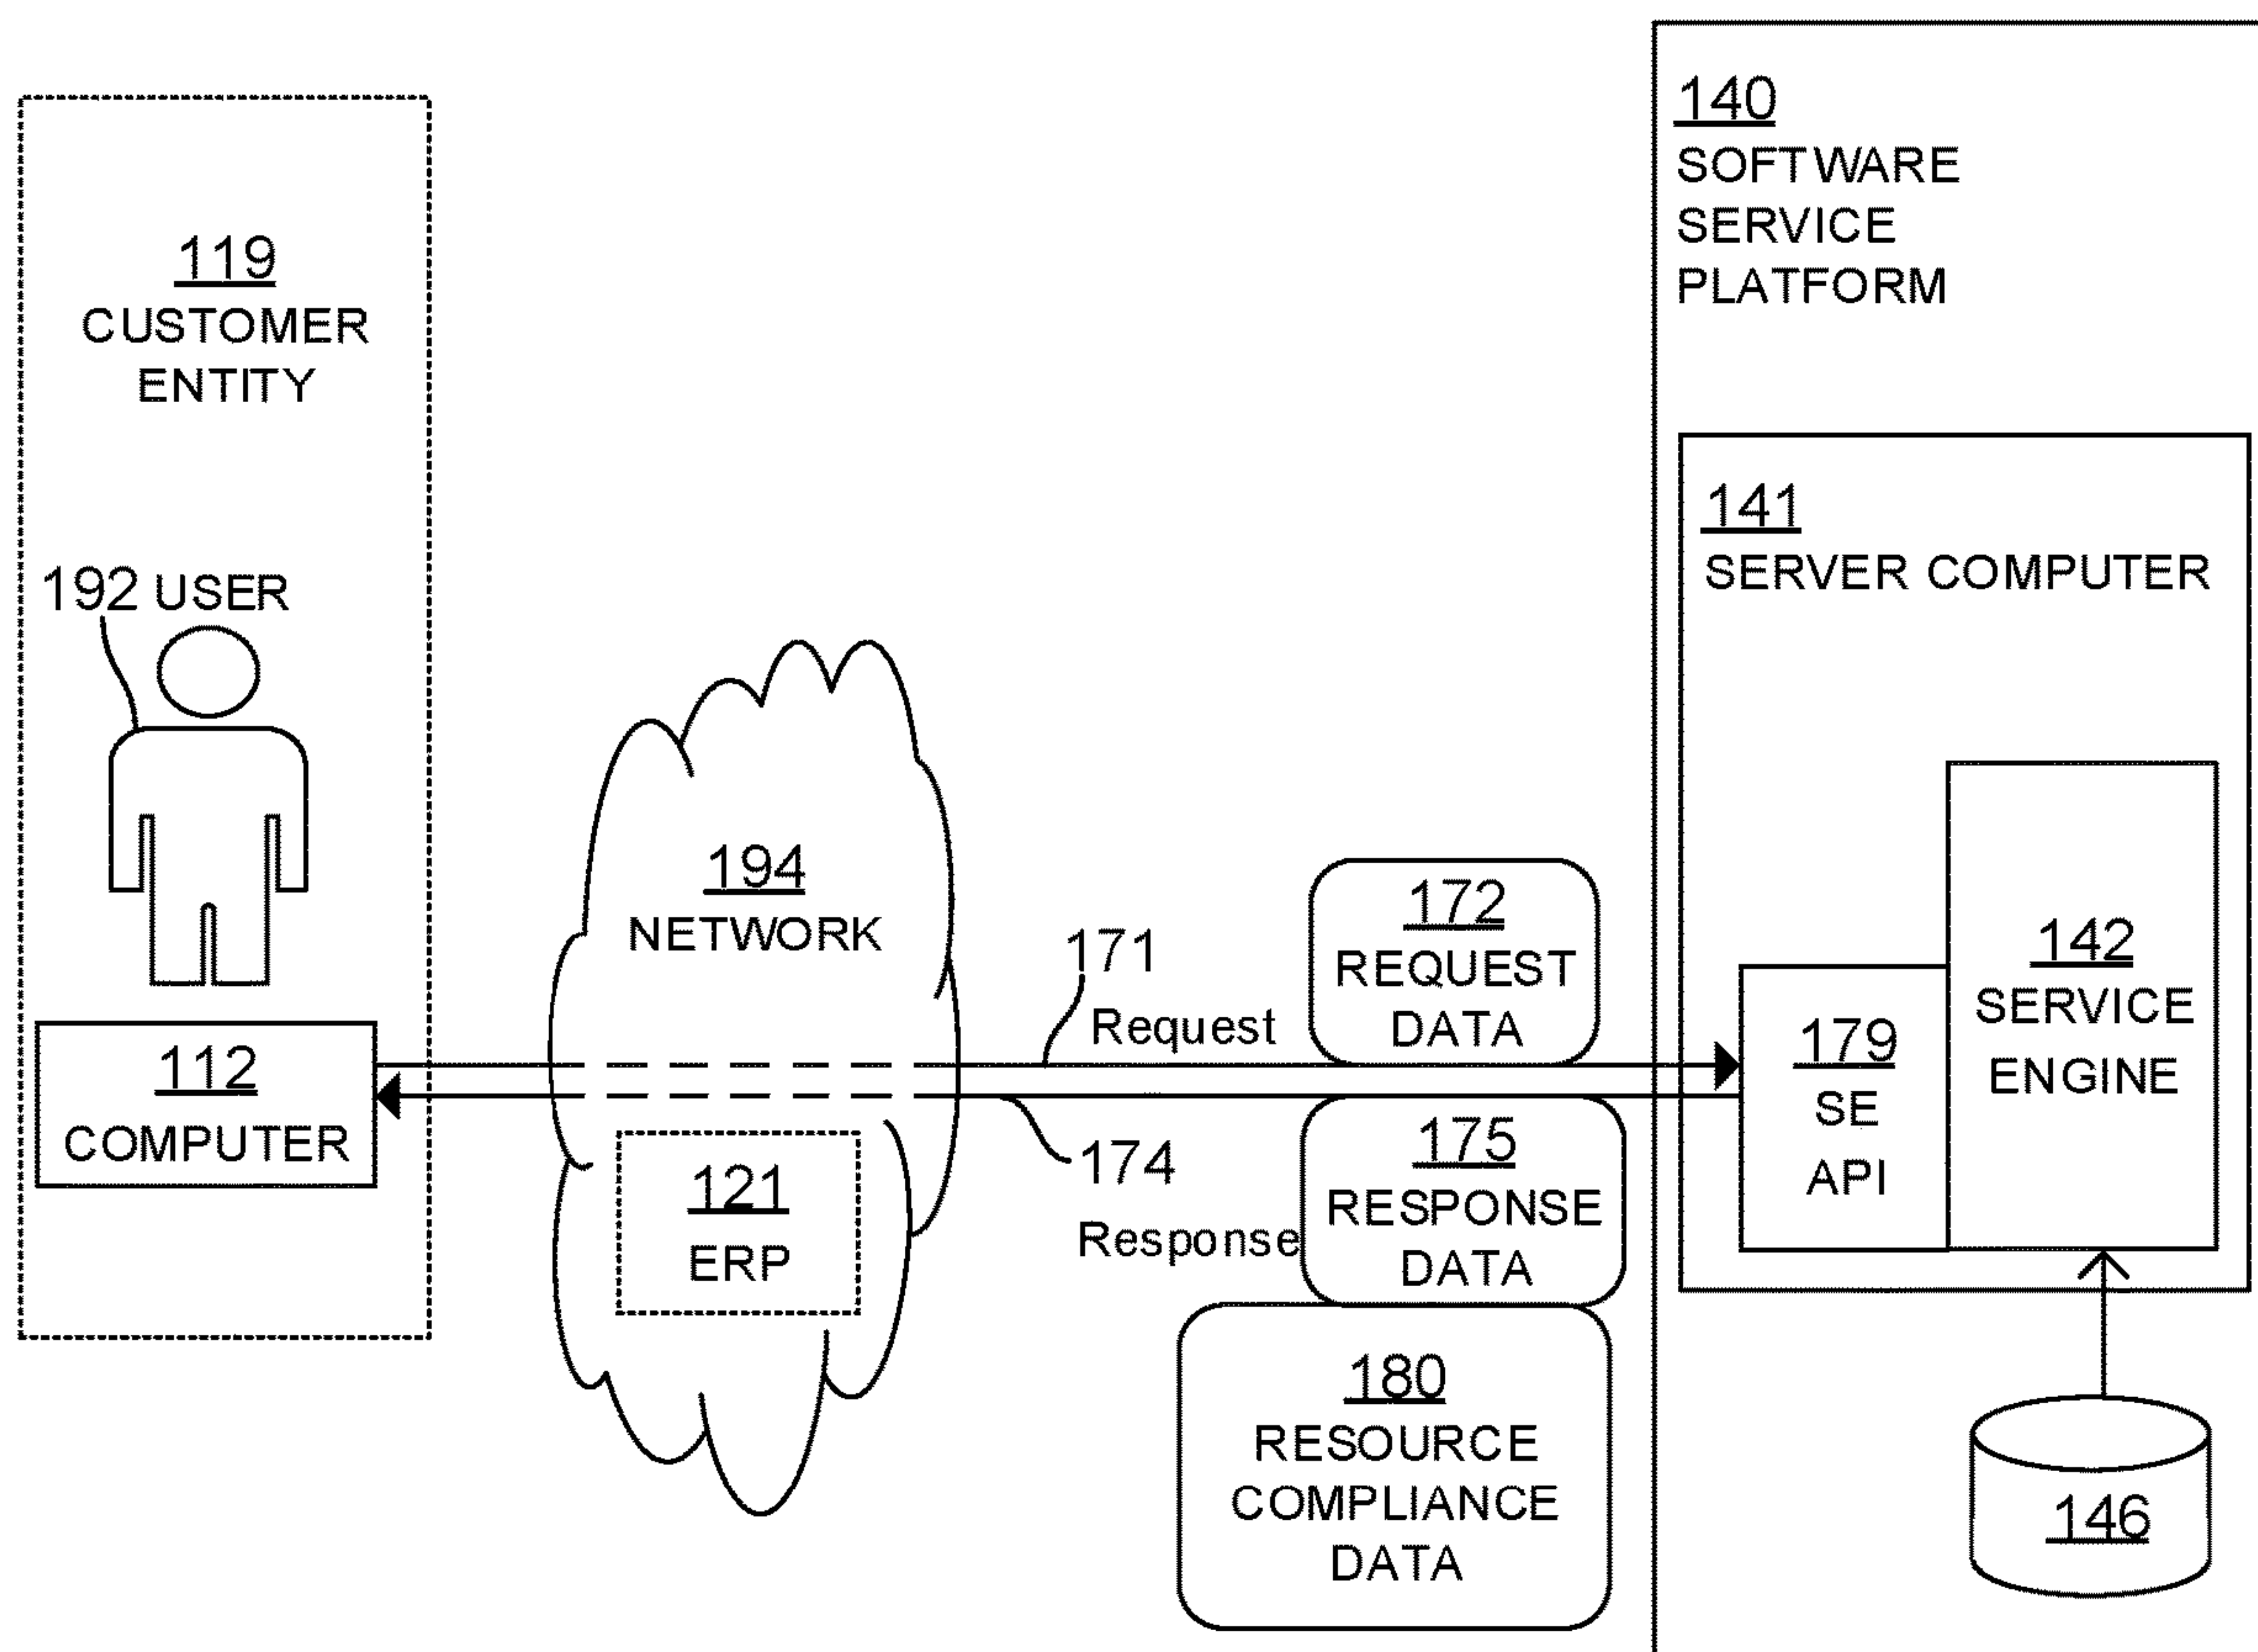 140
SOFTWARE
SERVICE
PLATFORM
119
CUSTOMER
ENTITY
141
SERVER COMPUTER
192 USER
194
NETWORK
171
Request
172
REQUEST
DATA
142
SERVICE
ENGINE
179
SE
API
112
COMPUTER
121
ERP
174
Response
175
RESPONSE
DATA
180
RESOURCE
COMPLIANCE
DATA
146